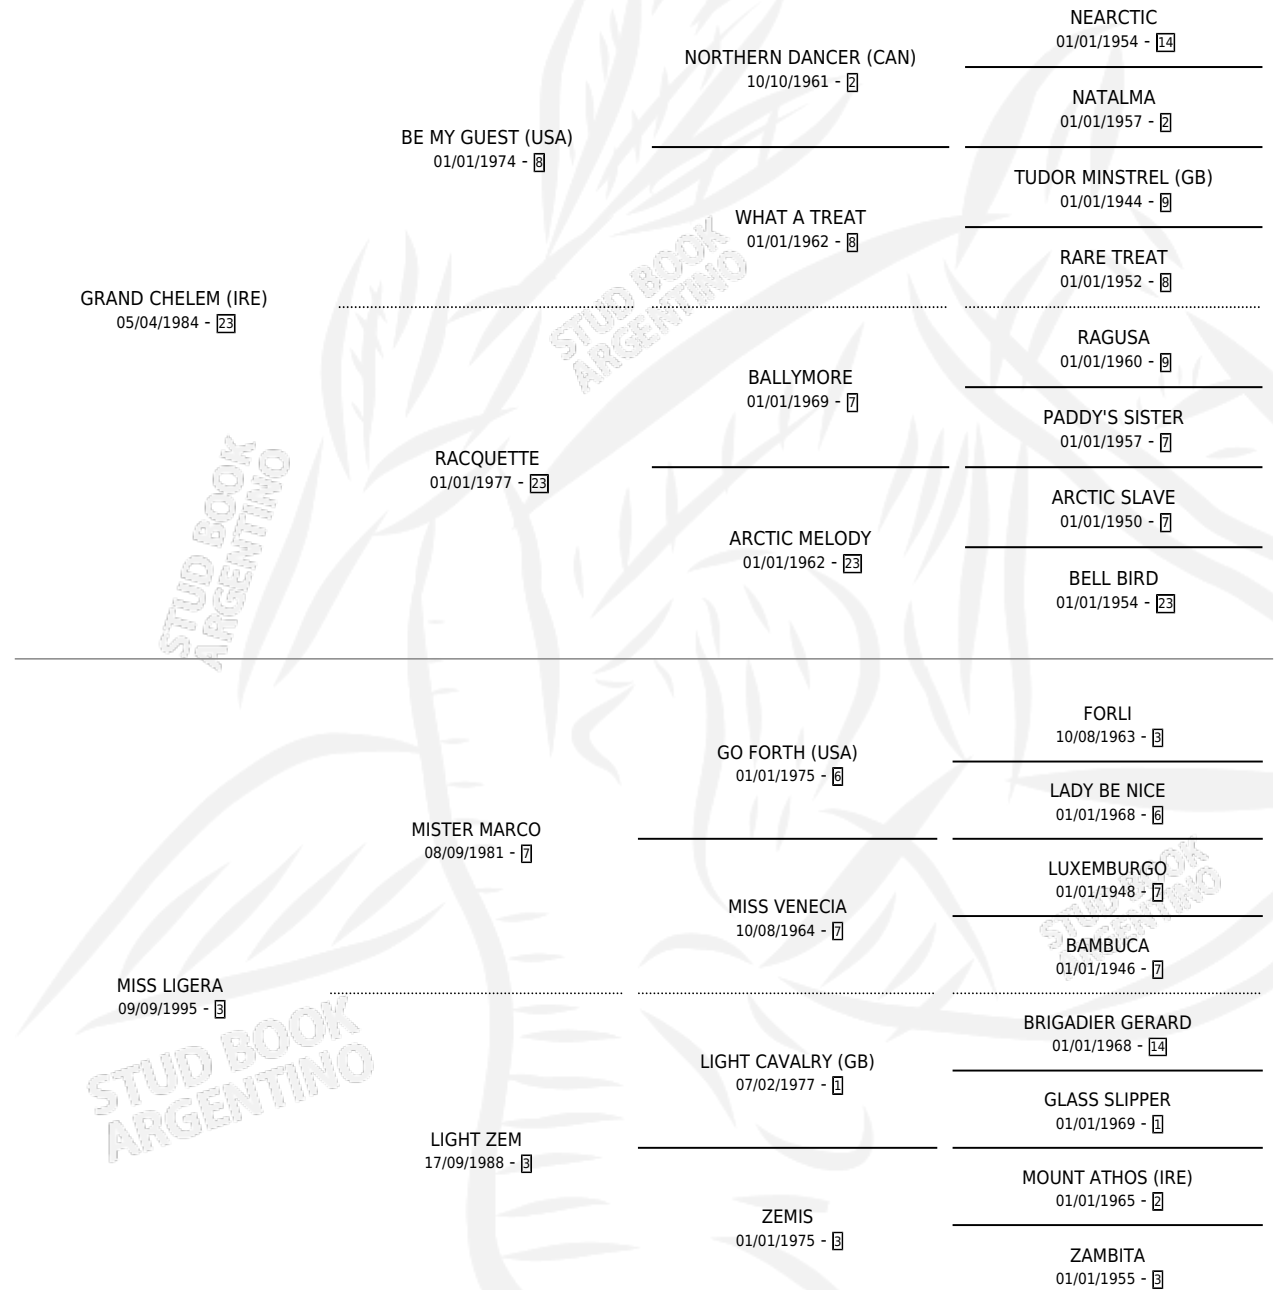 NEARCTIC
01/01/1954 - 14
NORTHERN DANCER (CAN)
10/10/1961 - 2
NATALMA
01/01/1957 - 2
BE MY GUEST (USA)
01/01/1974 - 8
TUDOR MINSTREL (GB)
01/01/1944 - 9
WHAT A TREAT
01/01/1962 - 8
RARE TREAT
01/01/1952 - 8
GRAND CHELEM (IRE)
05/04/1984 - 23
RAGUSA
01/01/1960 - 9
BALLYMORE
01/01/1969 - 7
PADDY'S SISTER
01/01/1957 - 7
RACQUETTE
01/01/1977 - 23
ARCTIC SLAVE
01/01/1950 - 7
ARCTIC MELODY
01/01/1962 - 23
BELL BIRD
01/01/1954 - 23
FORLI
10/08/1963 - 3
GO FORTH (USA)
01/01/1975 - 6
LADY BE NICE
01/01/1968 - 6
MISTER MARCO
08/09/1981 - 7
LUXEMBURGO
01/01/1948 - 7
MISS VENECIA
10/08/1964 - 7
BAMBUCA
01/01/1946 - 7
MISS LIGERA
09/09/1995 - 3
BRIGADIER GERARD
01/01/1968 - 14
LIGHT CAVALRY (GB)
07/02/1977 - 1
GLASS SLIPPER
01/01/1969 - 1
LIGHT ZEM
17/09/1988 - 3
MOUNT ATHOS (IRE)
01/01/1965 - 2
ZEMIS
01/01/1975 - 3
ZAMBITA
01/01/1955 - 3
STUD BOOK
ARGENTINO
STUD BOOK
ARGENTINO
STUD BOOK
ARGENTINO
STUD BOOK
ARGENTINO